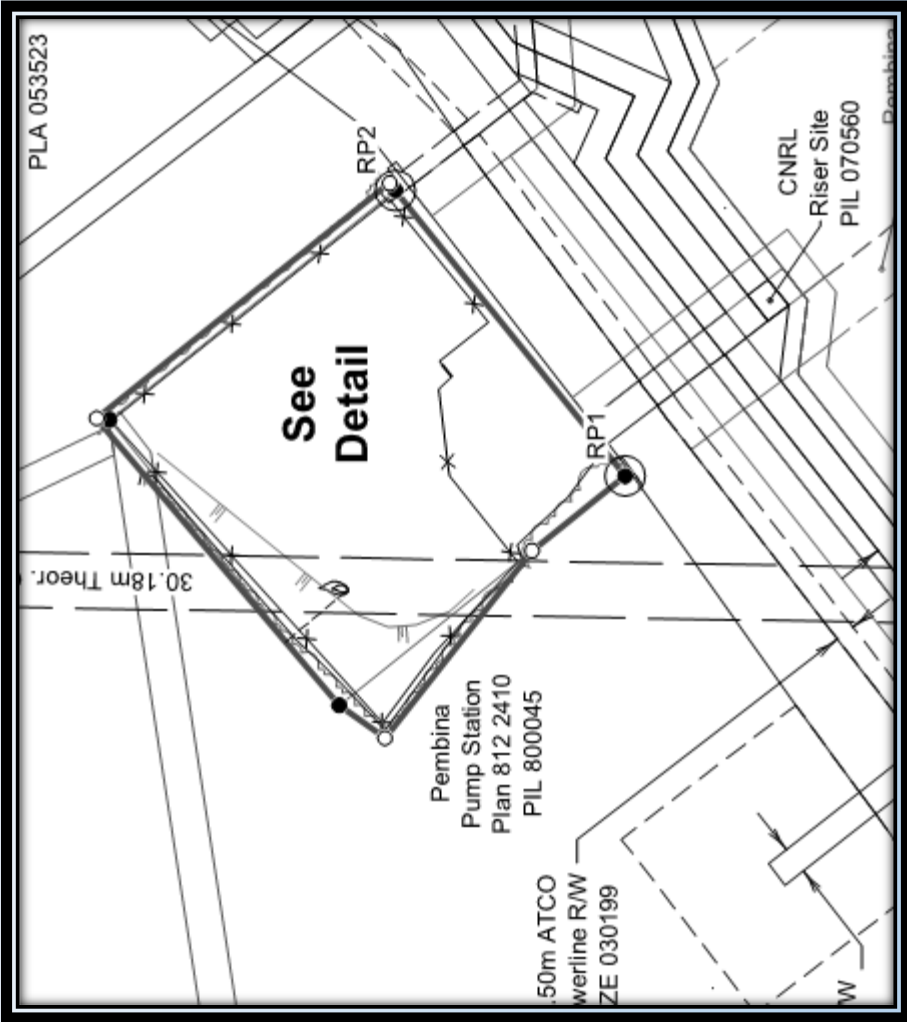 PLA 053523
RP2
CNRL
Riser Site
PIL 070560
Pembina
See
Detail
RP1
30.18m Theor.
Pembina
Pump Station
Plan 812 2410
PIL 800045
.50m ATCO
werline R/W
ZE 030199
W